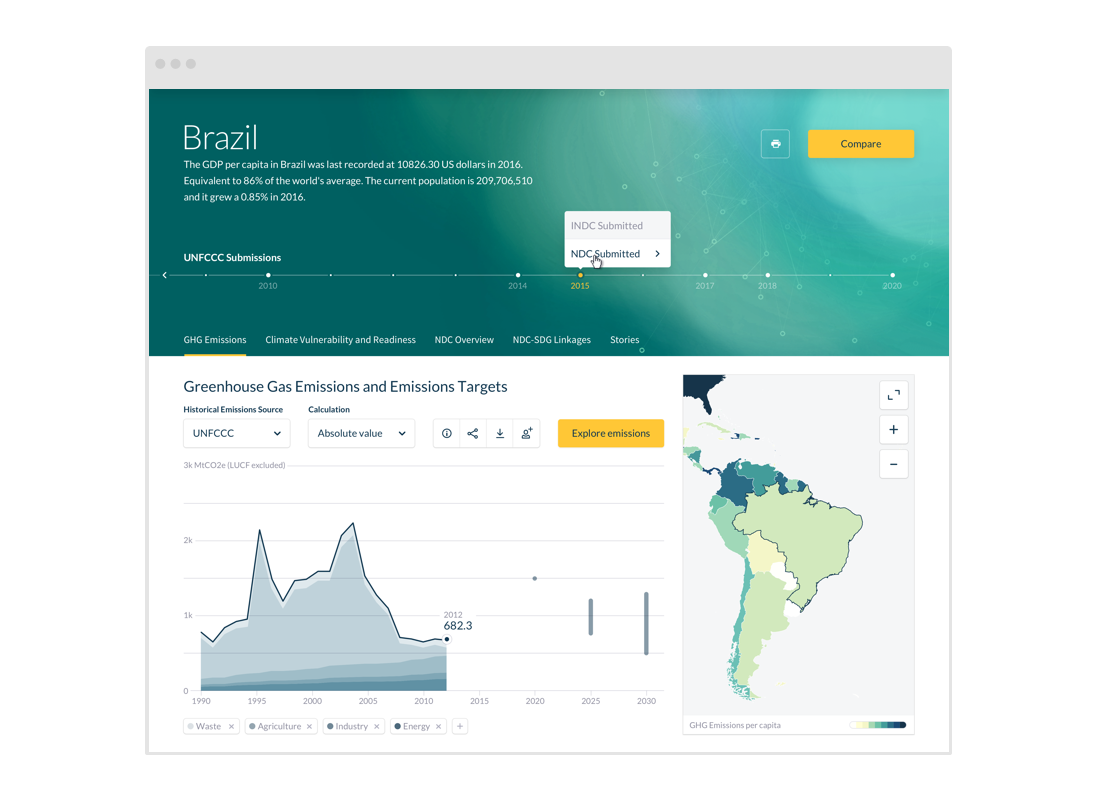 Brazil
The GDP per capita in Brazil was last recorded at 10826.30 US dollars in 2016.
Equivalent to 86% of the world's average. The current population is 209,706,510
and it grew a 0.85% in 2016.
Compare
INDC Submitted
NDC Submitted
UNFCCC Submissions
2010
2014
2015
2017
2018
2020
GHG Emissions
Climate Vulnerability and Readiness
NDC Overview
NDC-SDG Linkages
Stories
Greenhouse Gas Emissions and Emissions Targets
Historical Emissions Source
Calculation
UNFCCC
Absolute value
Explore emissions
3k MtCO2e (LUCF excluded)
2k
1k
0
2012
682.3
1990
1995
2000
2005
2010
2015
2020
2025
2030
Waste ×
Agriculture ×
Industry ×
Energy ×
+
+
−
GHG Emissions per capita